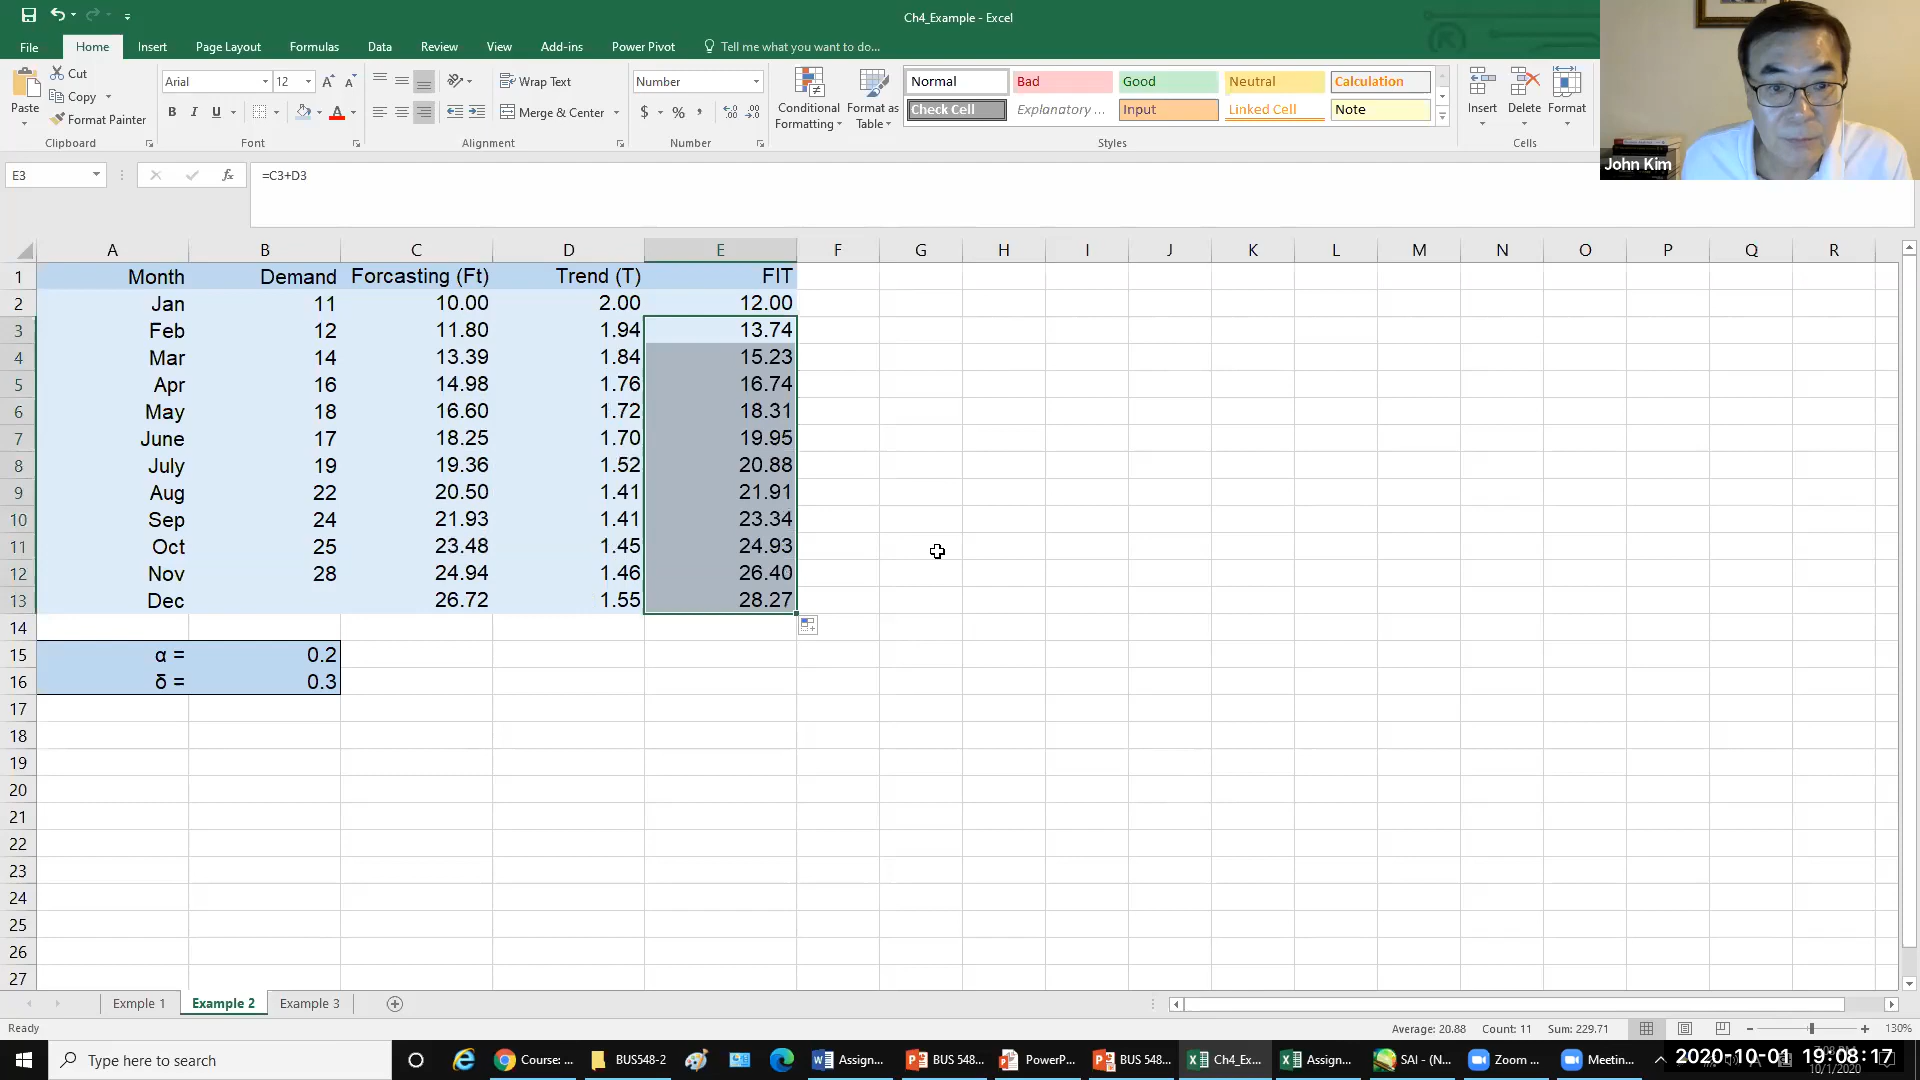 Ch4_Example - Excel
File Home Insert Page Layout Formulas Data Review View Add-ins Power Pivot Tell me what you want to do...
Paste Cut Copy Format Painter Clipboard
Arial 12 B I U A Font
Wrap Text Merge & Center Alignment
Number $ % , Number
Conditional Formatting Format as Table
Normal Bad Good Neutral Calculation
Check Cell Explanatory ... Input Linked Cell Note
Styles
Insert Delete Format
Cells
John Kim
E3 fx =C3+D3
A B C D E F G H I J K L M N O P Q R
1 Month Demand Forcasting (Ft) Trend (T) FIT
2 Jan 11 10.00 2.00 12.00
3 Feb 12 11.80 1.94 13.74
4 Mar 14 13.39 1.84 15.23
5 Apr 16 14.98 1.76 16.74
6 May 18 16.60 1.72 18.31
7 June 17 18.25 1.70 19.95
8 July 19 19.36 1.52 20.88
9 Aug 22 20.50 1.41 21.91
10 Sep 24 21.93 1.41 23.34
11 Oct 25 23.48 1.45 24.93
12 Nov 28 24.94 1.46 26.40
13 Dec 26.72 1.55 28.27
14
15 α = 0.2
16 δ = 0.3
17
18
19
20
21
22
23
24
25
26
27
Exmple 1 Example 2 Example 3
Ready Average: 20.88 Count: 11 Sum: 229.71 130%
Type here to search Course: ... BUS548-2 Assign... BUS 548... PowerP... BUS 548... Ch4_Ex... Assign... SAI - (N... Zoom ... Meetin...
2020-10-01 19:08:17
10/1/2020